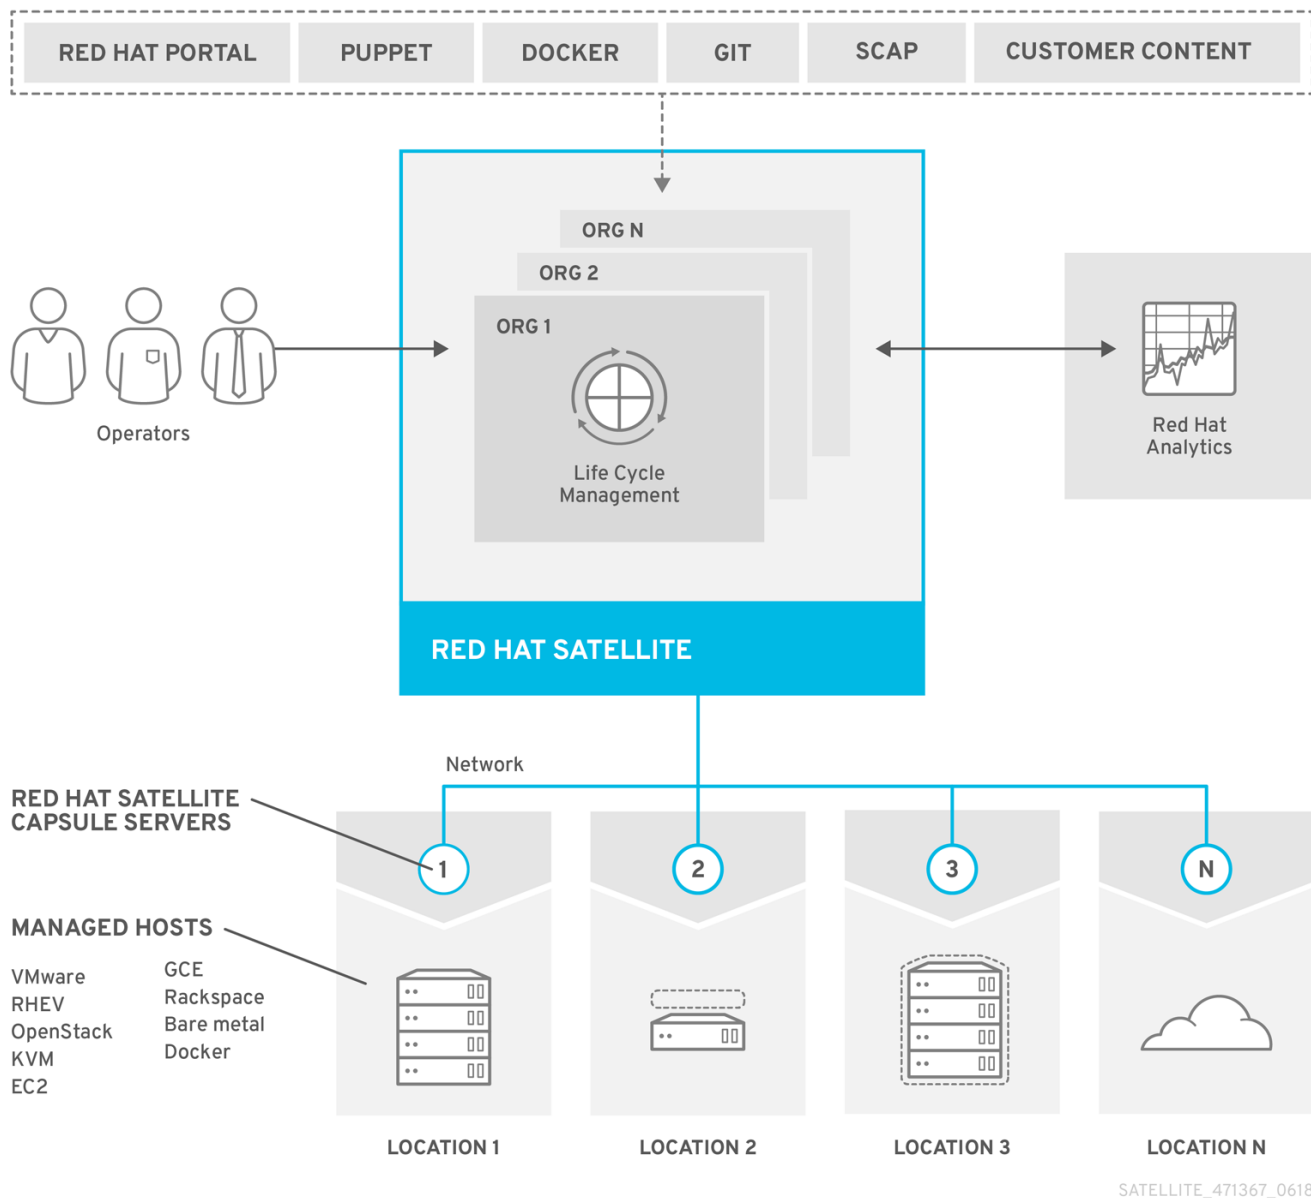 RED HAT PORTAL
PUPPET
DOCKER
GIT
SCAP
CUSTOMER CONTENT
ORG N
ORG 2
ORG 1
Life Cycle
Management
Operators
Red Hat
Analytics
RED HAT SATELLITE
Network
RED HAT SATELLITE
CAPSULE SERVERS
1
2
3
N
MANAGED HOSTS
VMware
RHEV
OpenStack
KVM
EC2
GCE
Rackspace
Bare metal
Docker
LOCATION 1
LOCATION 2
LOCATION 3
LOCATION N
SATELLITE_471367_0618